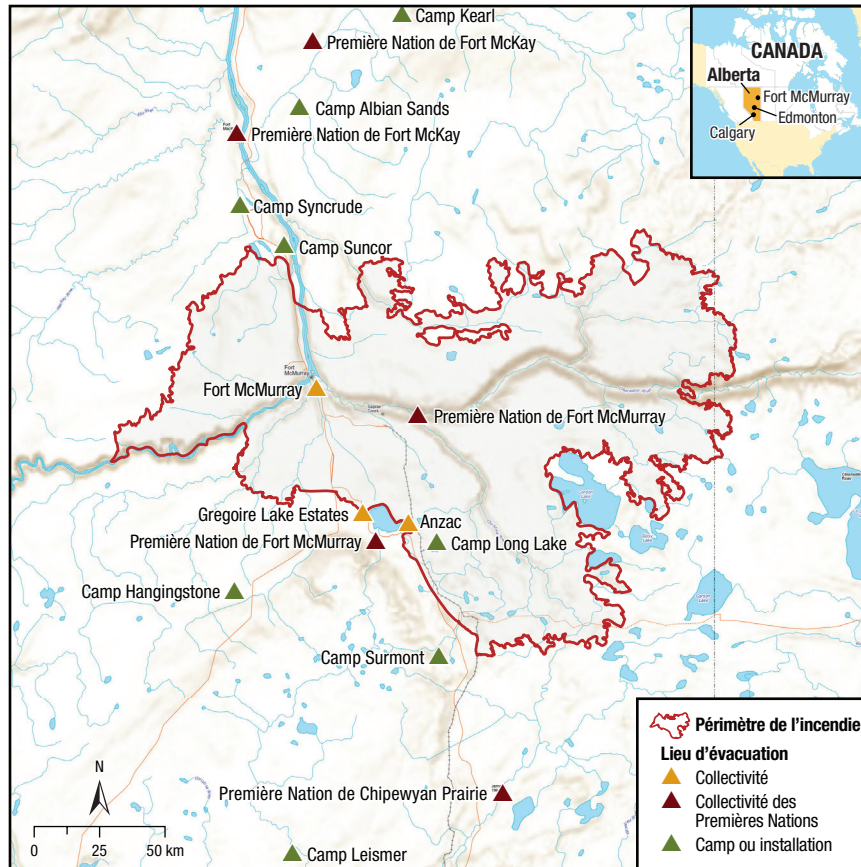 Camp Kearl
Première Nation de Fort McKay
Camp Albian Sands
Première Nation de Fort McKay
Camp Syncrude
Camp Suncor
Fort McMurray
Fort
McMurray
Première Nation de Fort McMurray
Gregoire Lake Estates
Anzac
Première Nation de Fort McMurray
Camp Long Lake
Camp Hangingstone
Camp Surmont
Première Nation de Chipewyan Prairie
Camp Leismer
N
0 25 50 km
CANADA
Alberta
Fort McMurray
Edmonton
Calgary
Périmètre de l'incendie
Lieu d'évacuation
Collectivité
Collectivité des
Premières Nations
Camp ou installation